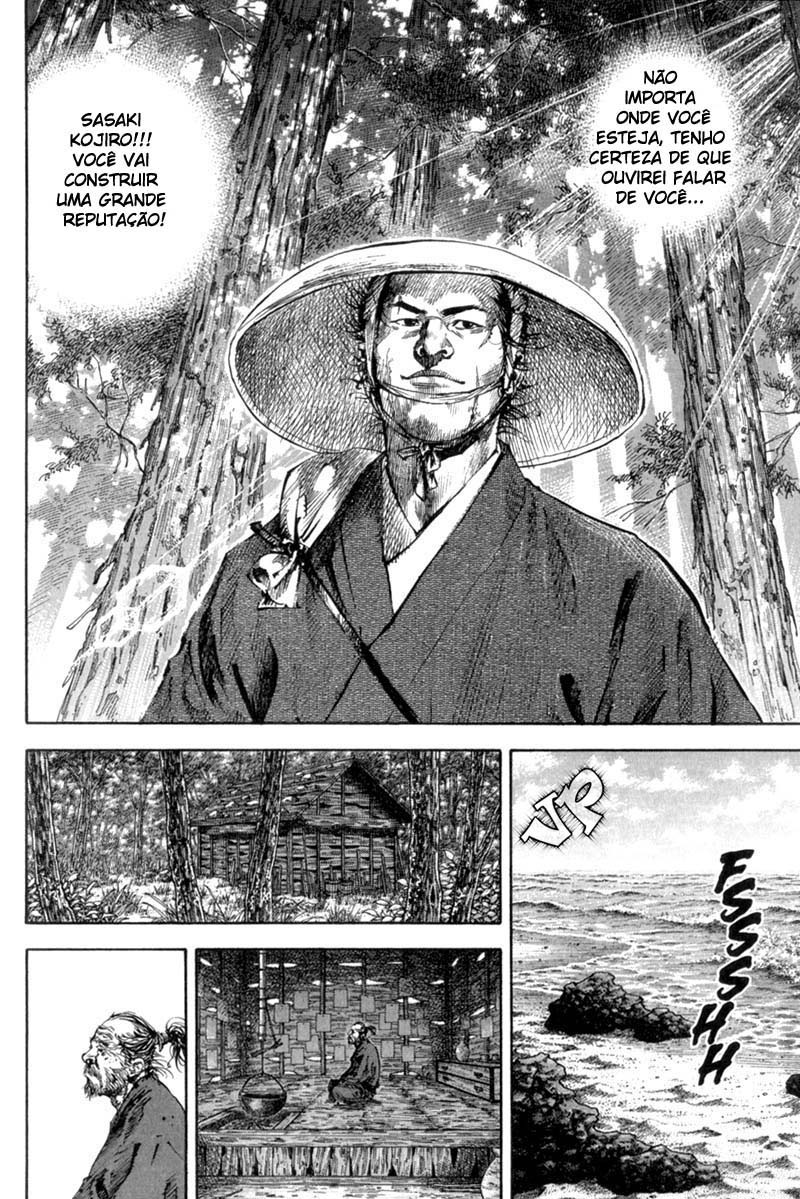 NÃO
IMPORTA
ONDE VOCÊ
ESTEJA, TENHO
CERTEZA DE QUE
OUVIREI FALAR
DE VOCÊ...
SASAKI
KOJIRO!!!
VOCÊ VAI
CONSTRUIR
UMA GRANDE
REPUTAÇÃO!
FSSSHH